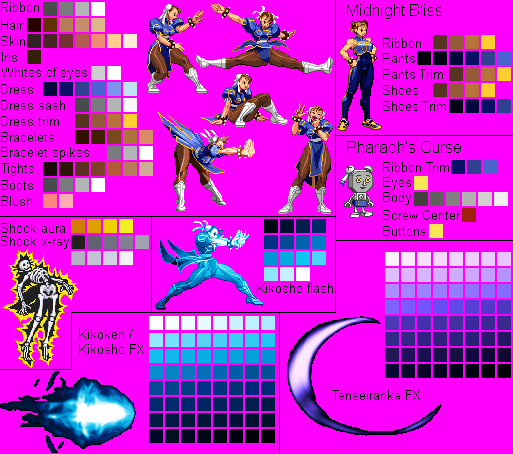 Ribbon
Hair
Skin
Iris
Whites of eyes
Dress
Dress sash
Dress trim
Bracelets
Bracelet spikes
Tights
Boots
Blush
Midnight Bliss
Ribbon
Pants
Pants Trim
Shoes
Shoes Trim
Pharaoh's Curse
Ribbon Trim
Eyes
Body
Screw Center
Buttons
Shock aura
Shock x-ray
Kikosho flash
Kikoken /
Kikosho FX
Tenseiranka FX